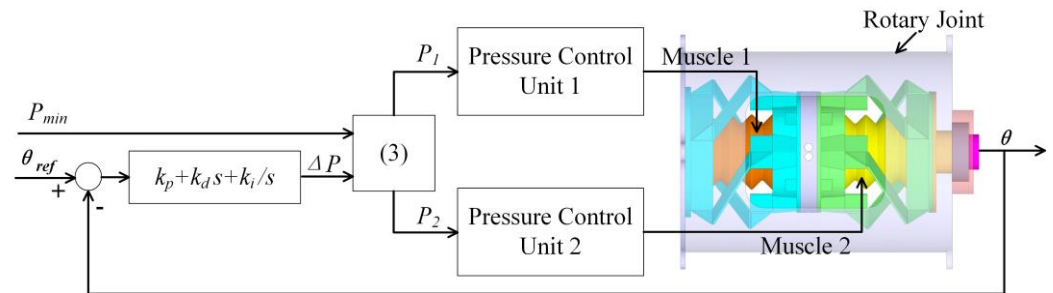 Rotary Joint
P1
Pressure Control
Unit 1
Muscle 1
Pmin
θref
+
-
kp+kds+ki/s
ΔP
(3)
θ
P2
Pressure Control
Unit 2
Muscle 2